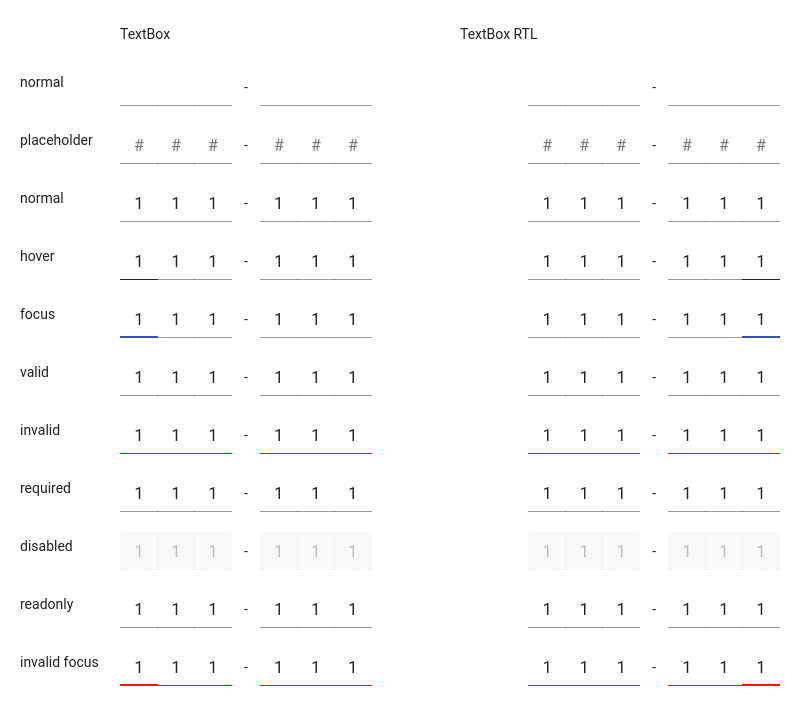 TextBox TextBox RTL
normal - -
placeholder # # # - # # # # # # - # # #
normal 1 1 1 - 1 1 1 1 1 1 - 1 1 1
hover 1 1 1 - 1 1 1 1 1 1 - 1 1 1
focus 1 1 1 - 1 1 1 1 1 1 - 1 1 1
valid 1 1 1 - 1 1 1 1 1 1 - 1 1 1
invalid 1 1 1 - 1 1 1 1 1 1 - 1 1 1
required 1 1 1 - 1 1 1 1 1 1 - 1 1 1
disabled 1 1 1 - 1 1 1 1 1 1 - 1 1 1
readonly 1 1 1 - 1 1 1 1 1 1 - 1 1 1
invalid focus 1 1 1 - 1 1 1 1 1 1 - 1 1 1